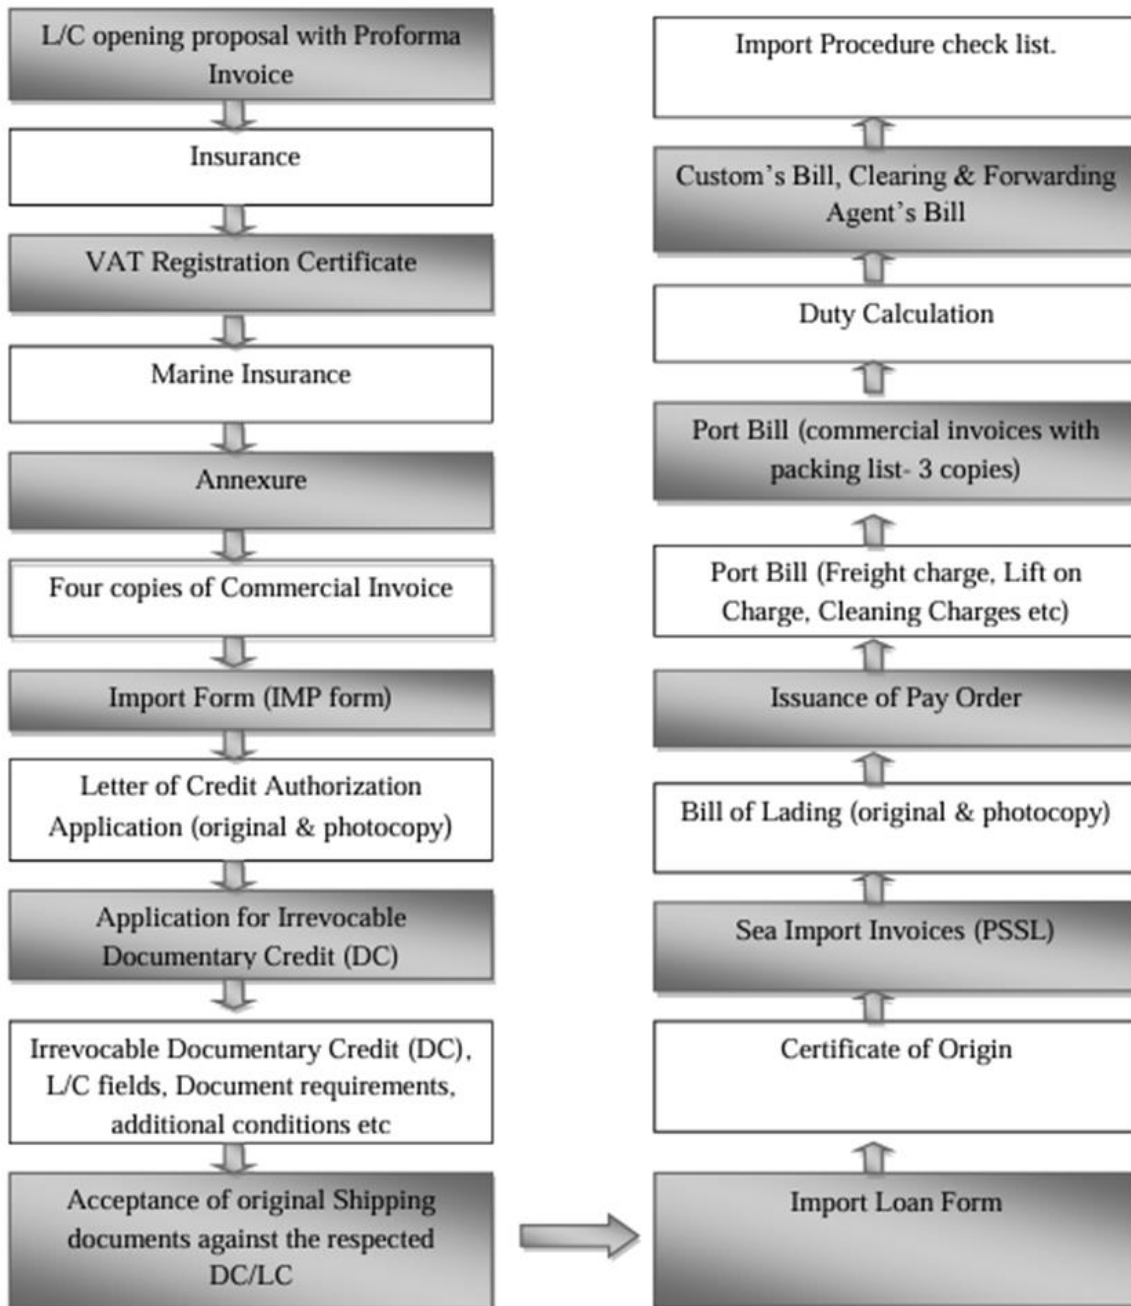 L/C opening proposal with Proforma
Invoice
Insurance
VAT Registration Certificate
Marine Insurance
Annexure
Four copies of Commercial Invoice
Import Form (IMP form)
Letter of Credit Authorization
Application (original & photocopy)
Application for Irrevocable
Documentary Credit (DC)
Irrevocable Documentary Credit (DC),
L/C fields, Document requirements,
additional conditions etc
Acceptance of original Shipping
documents against the respected
DC/LC
Import Loan Form
Certificate of Origin
Sea Import Invoices (PSSL)
Bill of Lading (original & photocopy)
Issuance of Pay Order
Port Bill (Freight charge, Lift on
Charge, Cleaning Charges etc)
Port Bill (commercial invoices with
packing list- 3 copies)
Duty Calculation
Custom’s Bill, Clearing & Forwarding
Agent’s Bill
Import Procedure check list.